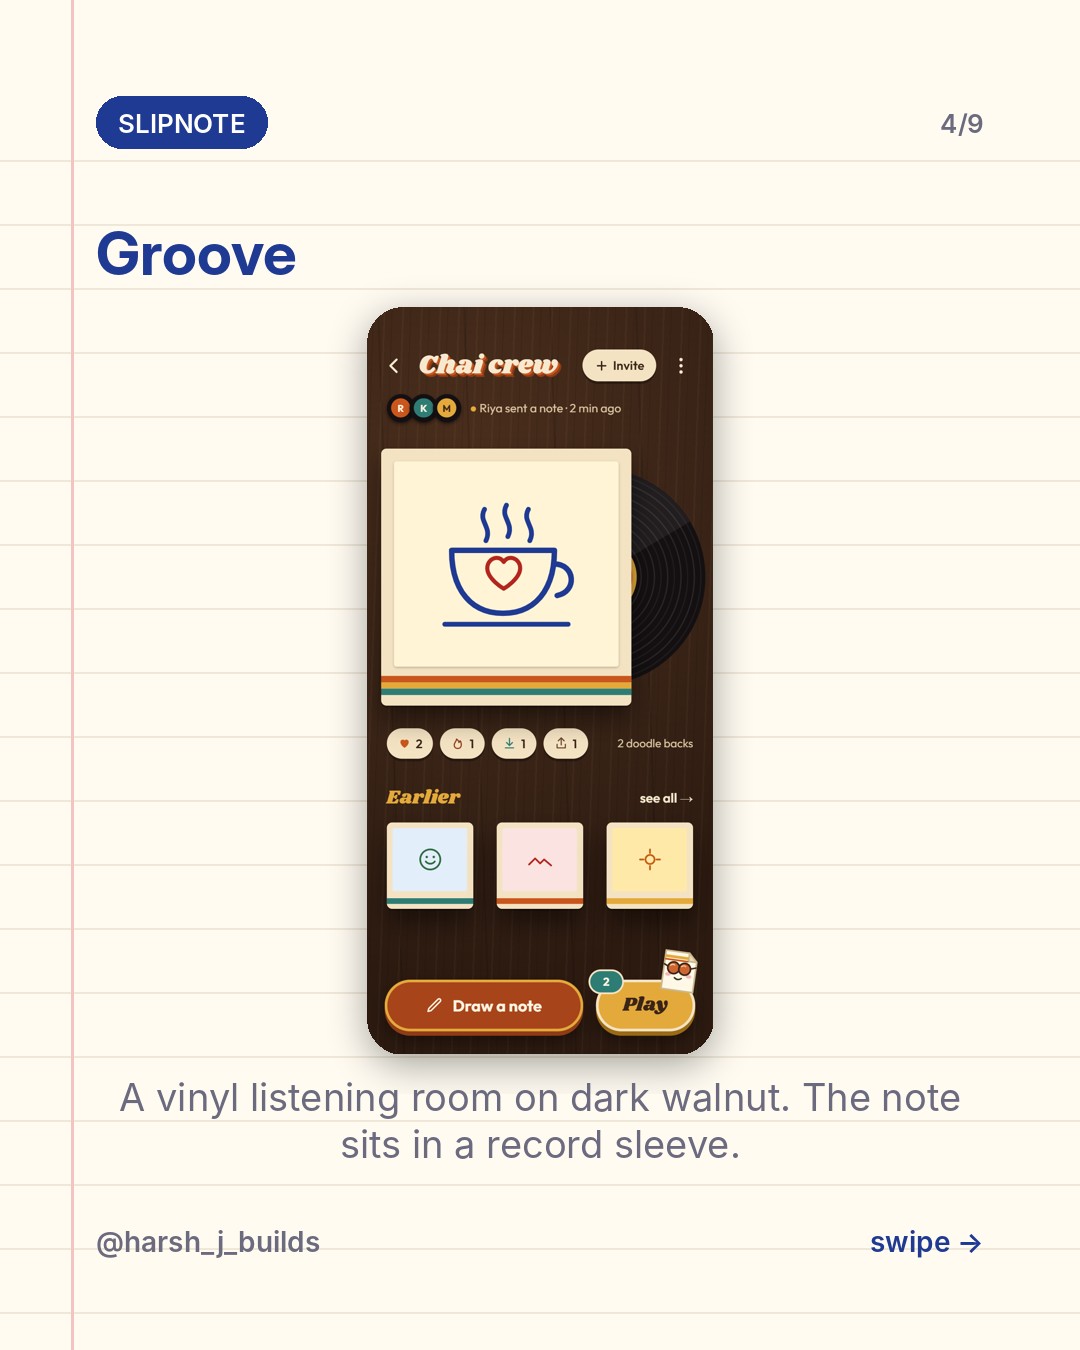 SLIPNOTE
4/9
Groove
Chai crew
+ Invite
R K M
• Riya sent a note · 2 min ago
2 1 1 1
2 doodle backs
Earlier
see all →
Draw a note
2
Play
A vinyl listening room on dark walnut. The note
sits in a record sleeve.
@harsh_j_builds
swipe →